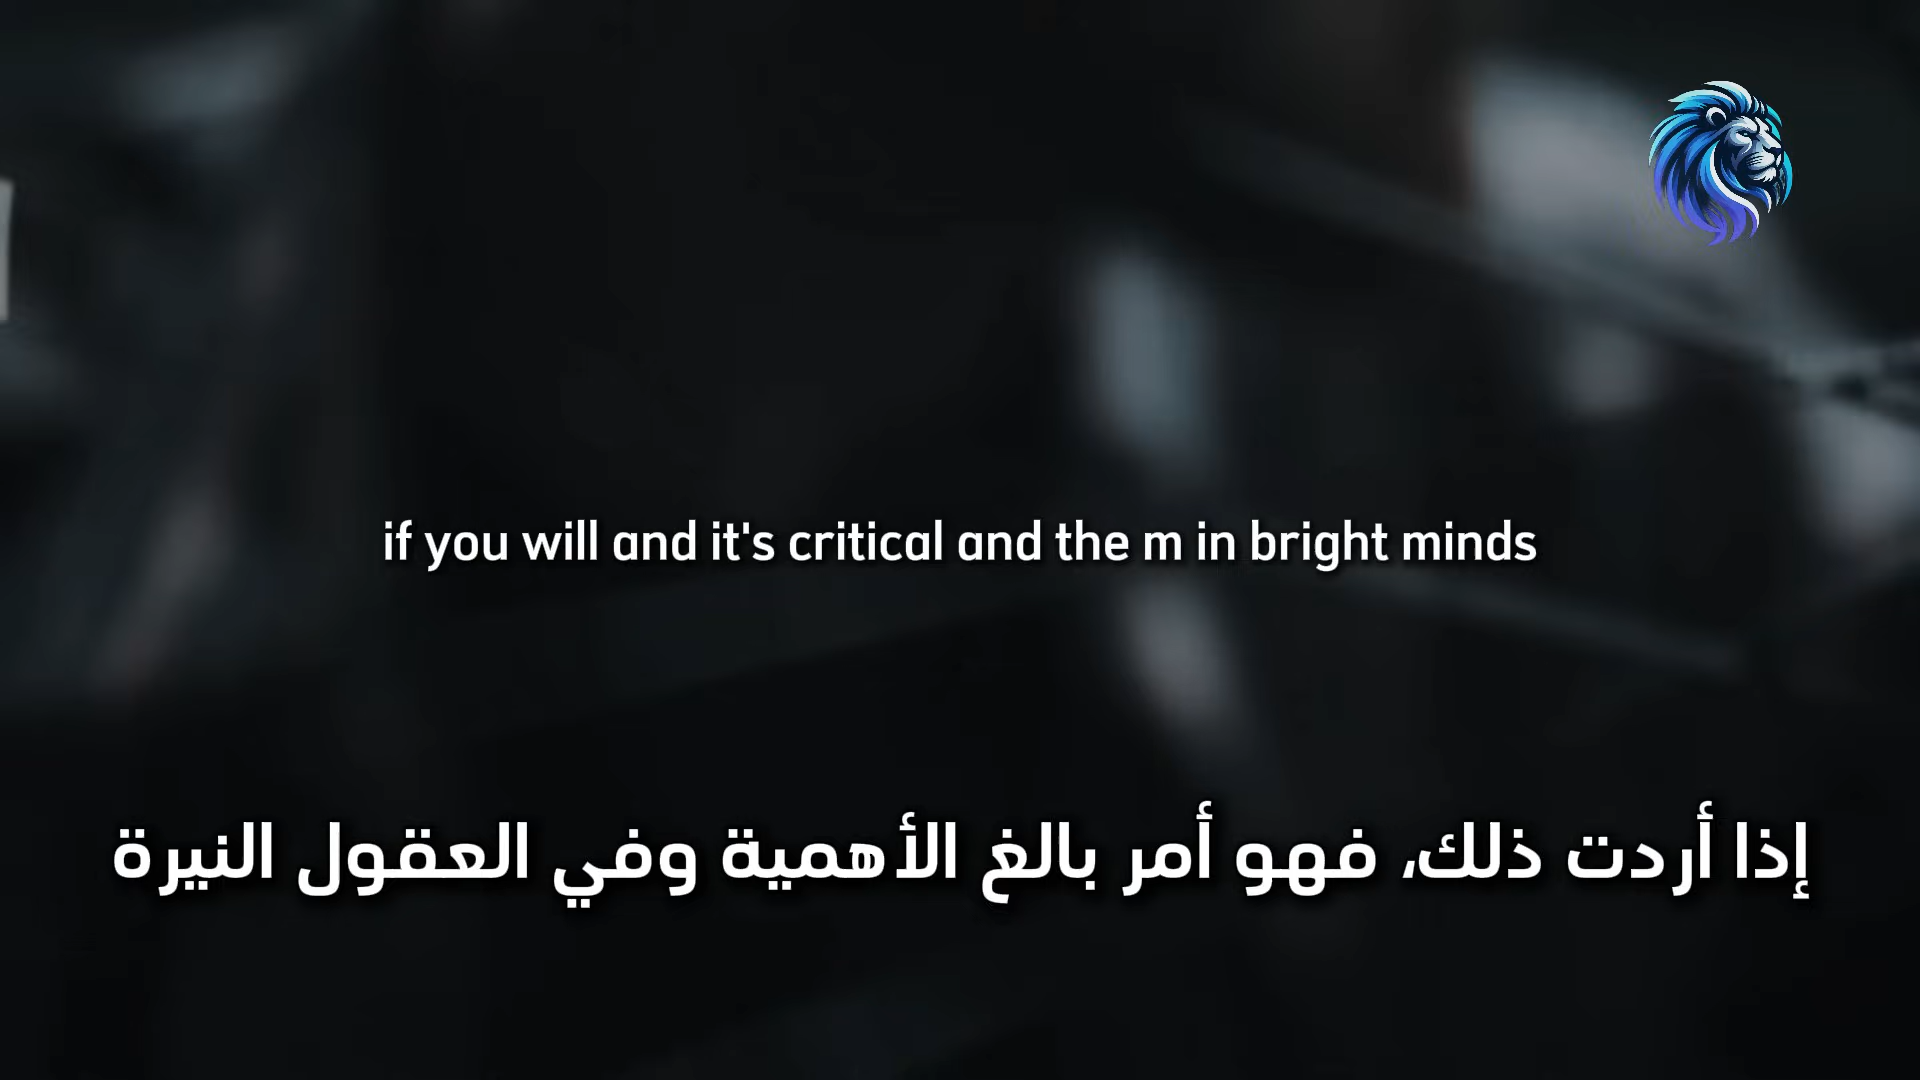 if you will and it's critical and the m in bright minds
إذا أردت ذلك، فهو أمر بالغ الأهمية وفي العقول النيرة